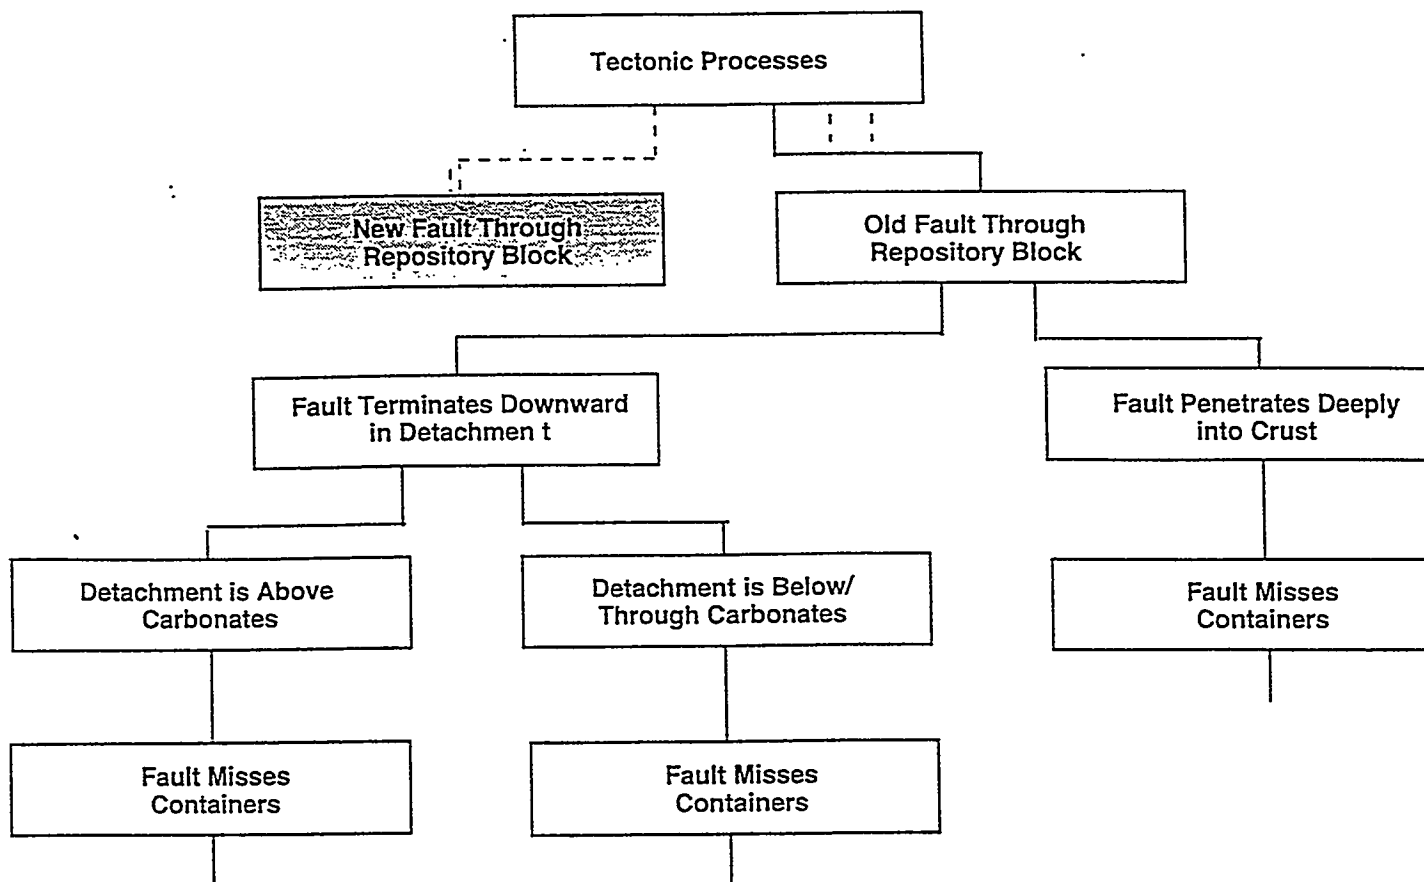 Tectonic Processes
New Fault Through
Repository Block
Old Fault Through
Repository Block
Fault Terminates Downward
in Detachmen t
Fault Penetrates Deeply
into Crust
Detachment is Above
Carbonates
Detachment is Below/
Through Carbonates
Fault Misses
Containers
Fault Misses
Containers
Fault Misses
Containers